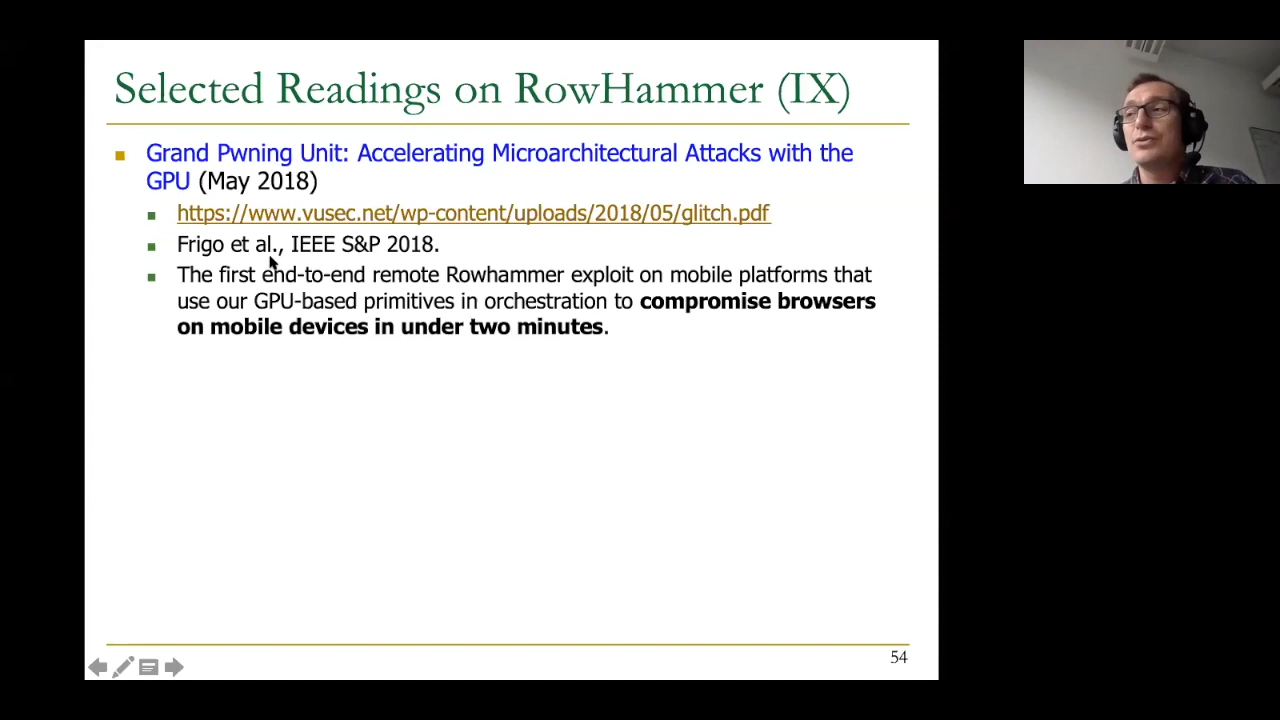 Selected Readings on RowHammer (IX)
Grand Pwning Unit: Accelerating Microarchitectural Attacks with the
GPU (May 2018)
https://www.vusec.net/wp-content/uploads/2018/05/glitch.pdf
Frigo et al., IEEE S&P 2018.
The first end-to-end remote Rowhammer exploit on mobile platforms that
use our GPU-based primitives in orchestration to compromise browsers
on mobile devices in under two minutes.
54